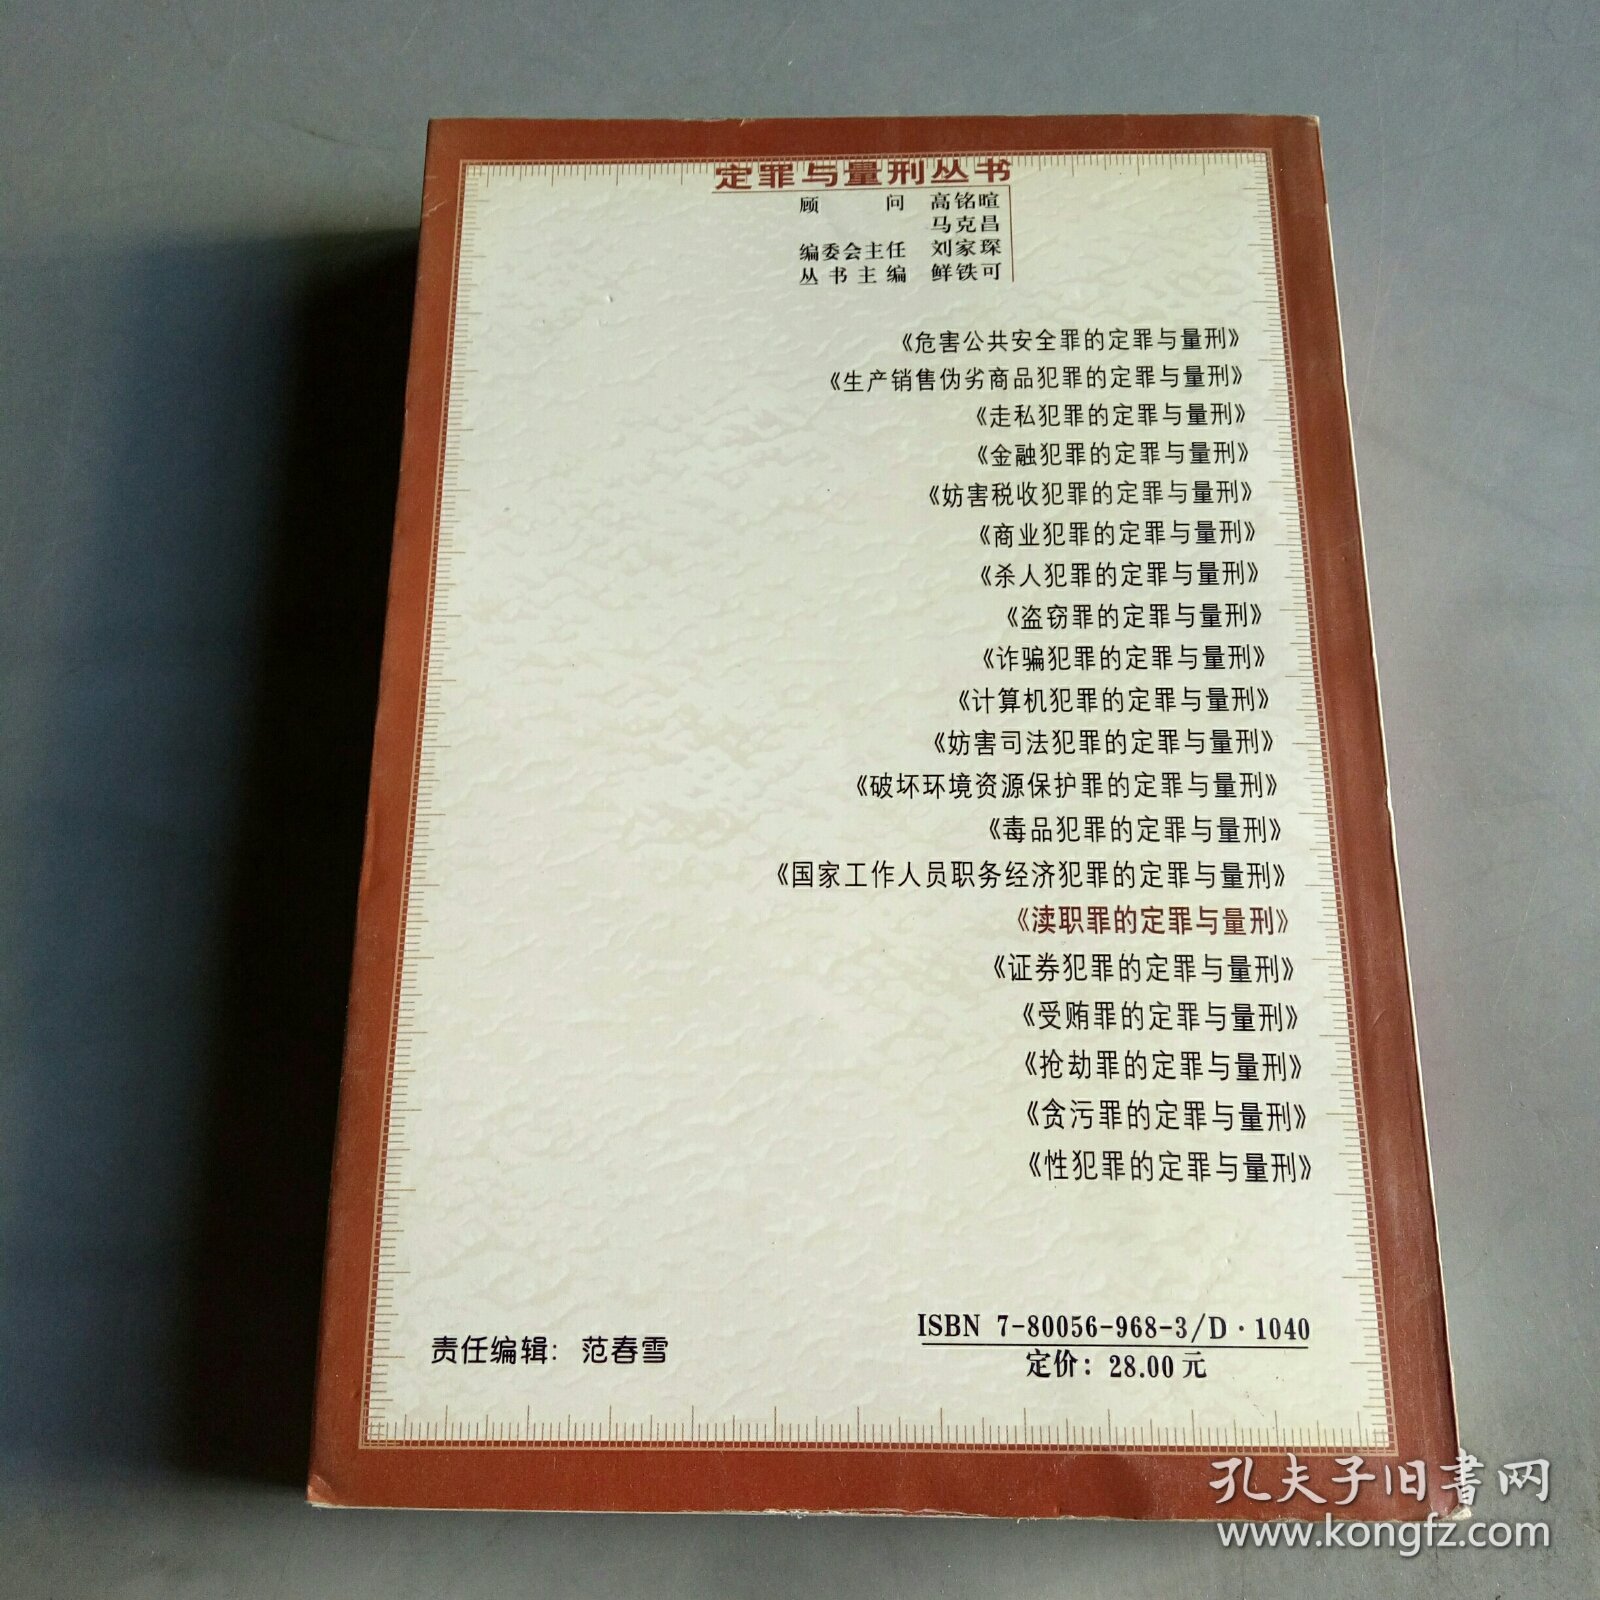 定罪与量刑丛书
顾 问 高铭暄
马克昌
编委会主任 刘家琛
丛书主编 鲜铁可
《危害公共安全罪的定罪与量刑》
《生产销售伪劣商品犯罪的定罪与量刑》
《走私犯罪的定罪与量刑》
《金融犯罪的定罪与量刑》
《妨害税收犯罪的定罪与量刑》
《商业犯罪的定罪与量刑》
《杀人犯罪的定罪与量刑》
《盗窃罪的定罪与量刑》
《诈骗犯罪的定罪与量刑》
《计算机犯罪的定罪与量刑》
《妨害司法犯罪的定罪与量刑》
《破坏环境资源保护罪的定罪与量刑》
《毒品犯罪的定罪与量刑》
《国家工作人员职务经济犯罪的定罪与量刑》
《渎职罪的定罪与量刑》
《证券犯罪的定罪与量刑》
《受贿罪的定罪与量刑》
《抢劫罪的定罪与量刑》
《贪污罪的定罪与量刑》
《性犯罪的定罪与量刑》
责任编辑：范春雪
ISBN 7-80056-968-3/D·1040
定价：28.00元
孔夫子旧書网
www.kongfz.com